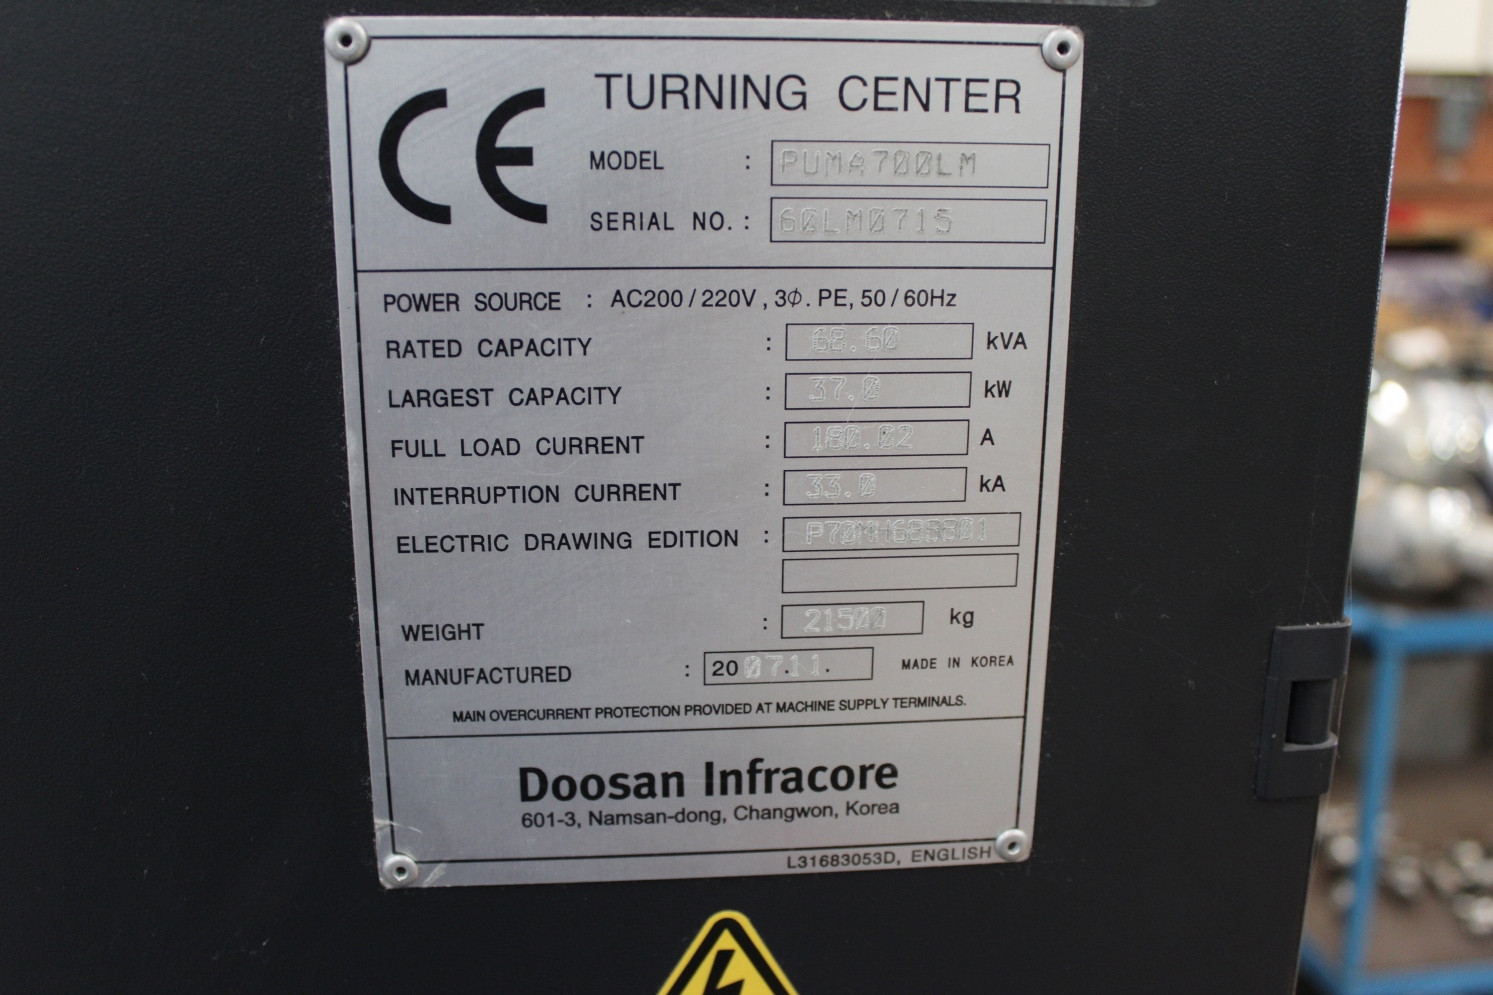 CE TURNING CENTER
MODEL : PUMA700LM
SERIAL NO. : 60LM0715
POWER SOURCE : AC200/220V, 3Φ. PE, 50/60Hz
RATED CAPACITY : 68.60 kVA
LARGEST CAPACITY : 37.0 kW
FULL LOAD CURRENT : 180.02 A
INTERRUPTION CURRENT : 33.0 kA
ELECTRIC DRAWING EDITION :
WEIGHT : 21500 kg
MANUFACTURED : 2007.11. MADE IN KOREA
MAIN OVERCURRENT PROTECTION PROVIDED AT MACHINE SUPPLY TERMINALS.
Doosan Infracore
601-3, Namsan-dong, Changwon, Korea
L31683053D, ENGLISH